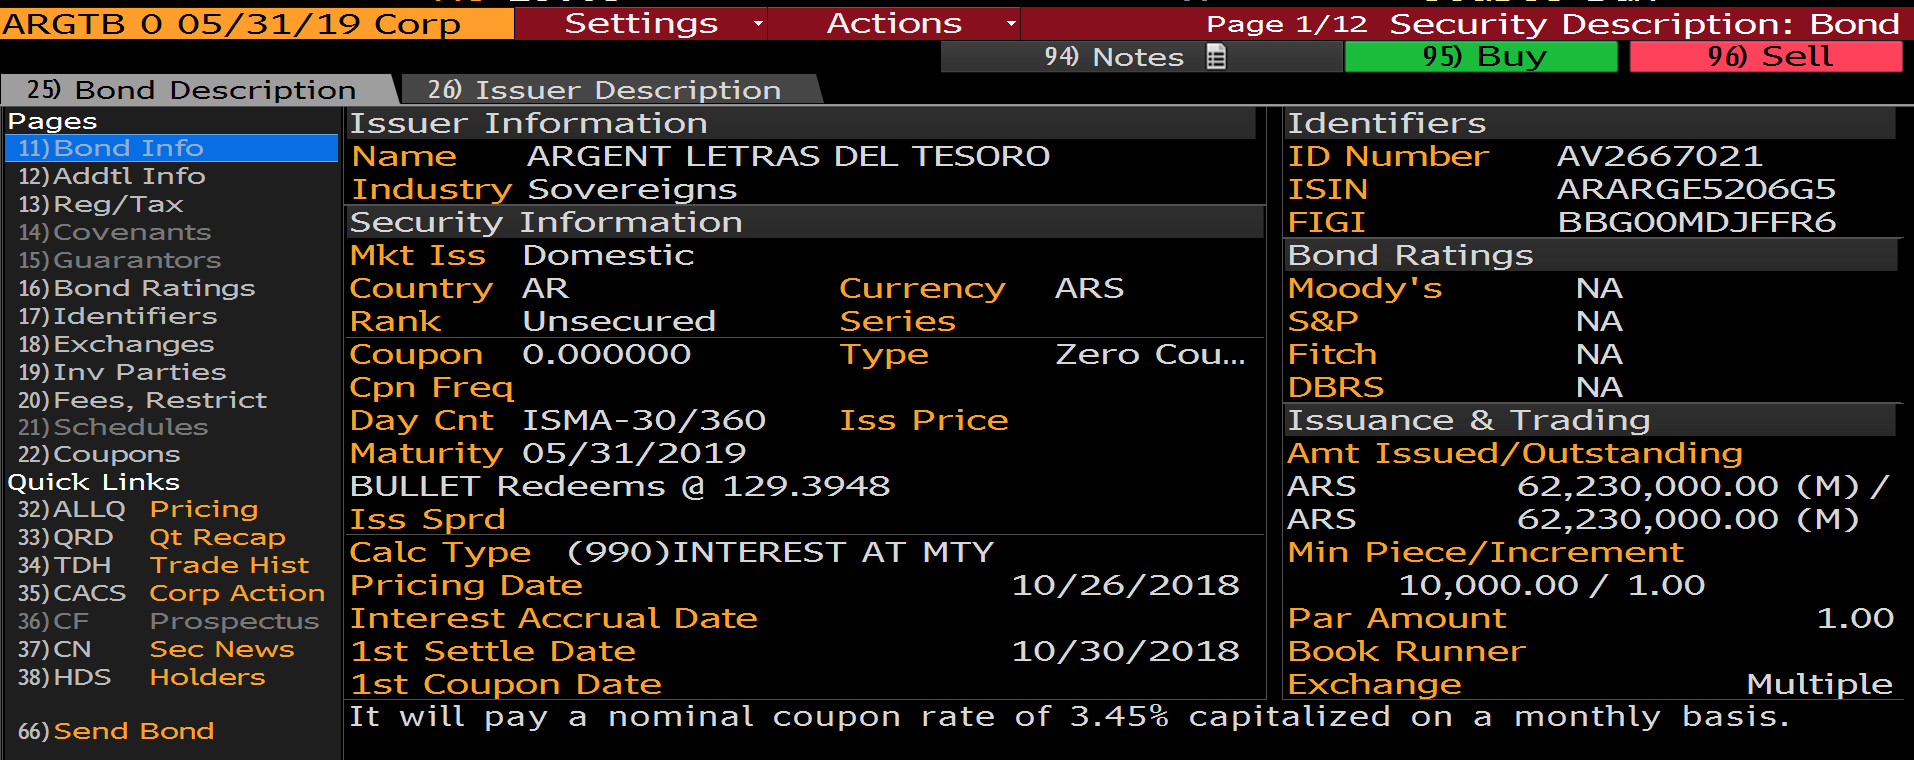 ARGTB 0 05/31/19 Corp Settings Actions Page 1/12 Security Description: Bond
94) Notes 95) Buy 96) Sell
25) Bond Description 26) Issuer Description
Pages
11) Bond Info
12) Addtl Info
13) Reg/Tax
14) Covenants
15) Guarantors
16) Bond Ratings
17) Identifiers
18) Exchanges
19) Inv Parties
20) Fees, Restrict
21) Schedules
22) Coupons
Quick Links
32) ALLQ Pricing
33) QRD Qt Recap
34) TDH Trade Hist
35) CACS Corp Action
36) CF Prospectus
37) CN Sec News
38) HDS Holders
66) Send Bond
Issuer Information
Name ARGENT LETRAS DEL TESORO
Industry Sovereigns
Security Information
Mkt Iss Domestic
Country AR Currency ARS
Rank Unsecured Series
Coupon 0.000000 Type Zero Cou...
Cpn Freq
Day Cnt ISMA-30/360 Iss Price
Maturity 05/31/2019
BULLET Redeems @ 129.3948
Iss Sprd
Calc Type (990)INTEREST AT MTY
Pricing Date 10/26/2018
Interest Accrual Date
1st Settle Date 10/30/2018
1st Coupon Date
Identifiers
ID Number AV2667021
ISIN ARARGE5206G5
FIGI BBG00MDJFFR6
Bond Ratings
Moody's NA
S&P NA
Fitch NA
DBRS NA
Issuance & Trading
Amt Issued/Outstanding
ARS 62,230,000.00 (M) /
ARS 62,230,000.00 (M)
Min Piece/Increment
10,000.00 / 1.00
Par Amount 1.00
Book Runner
Exchange Multiple
It will pay a nominal coupon rate of 3.45% capitalized on a monthly basis.